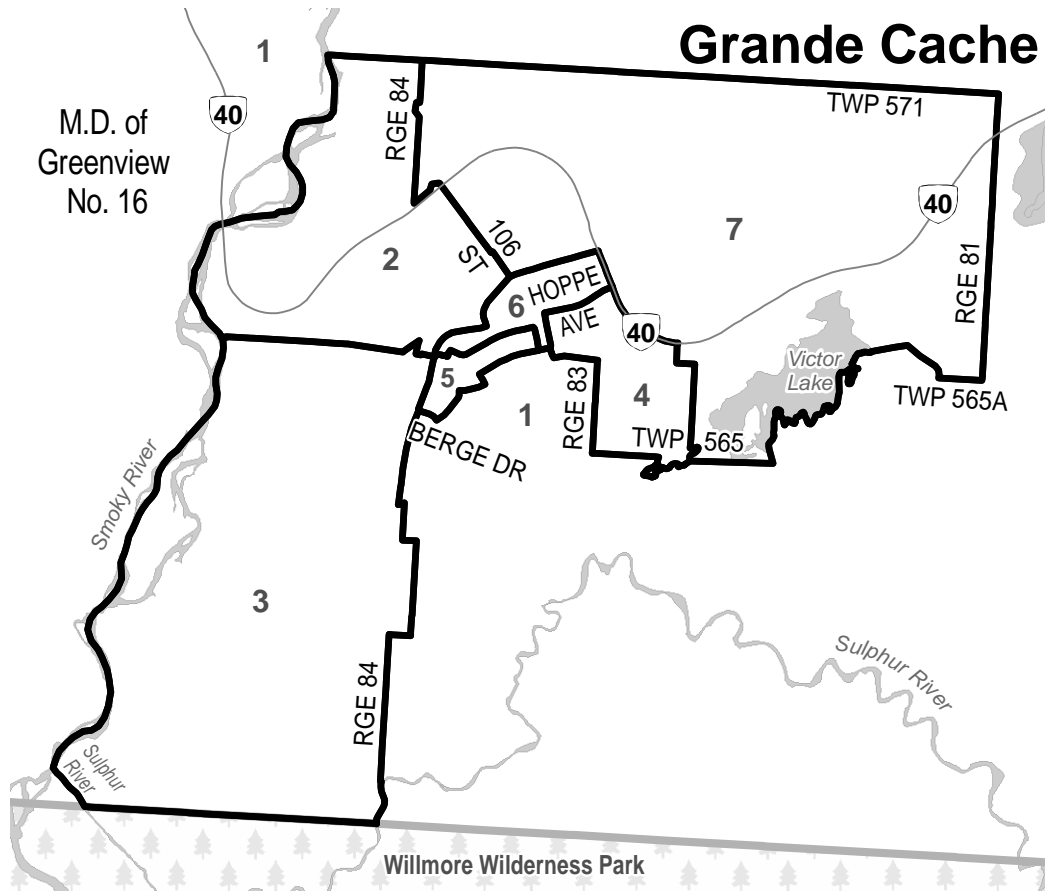 Grande Cache
1
40
M.D. of
Greenview
No. 16
RGE 84
TWP 571
40
RGE 81
7
2
106
ST
HOPPE
AVE
6
40
5
4
1
RGE 83
TWP 565
Victor
Lake
TWP 565A
BERGE DR
Smoky River
3
RGE 84
Sulphur River
Sulphur
River
Willmore Wilderness Park